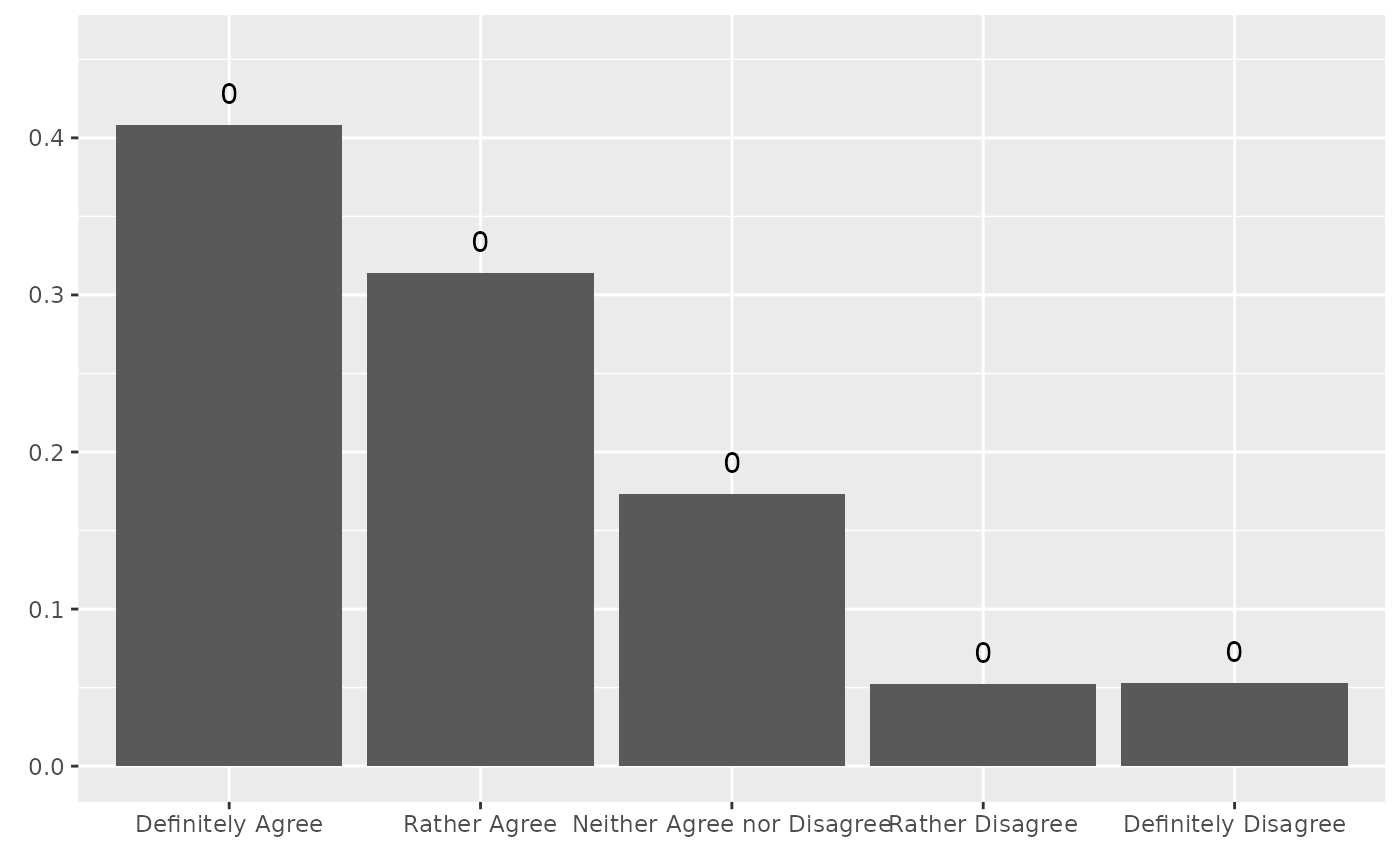 0
0.4
0
0.3
0
0.2
0
0
0.1
0.0
Definitely Agree
Rather Agree
Neither Agree nor Disagree
Rather Disagree
Definitely Disagree